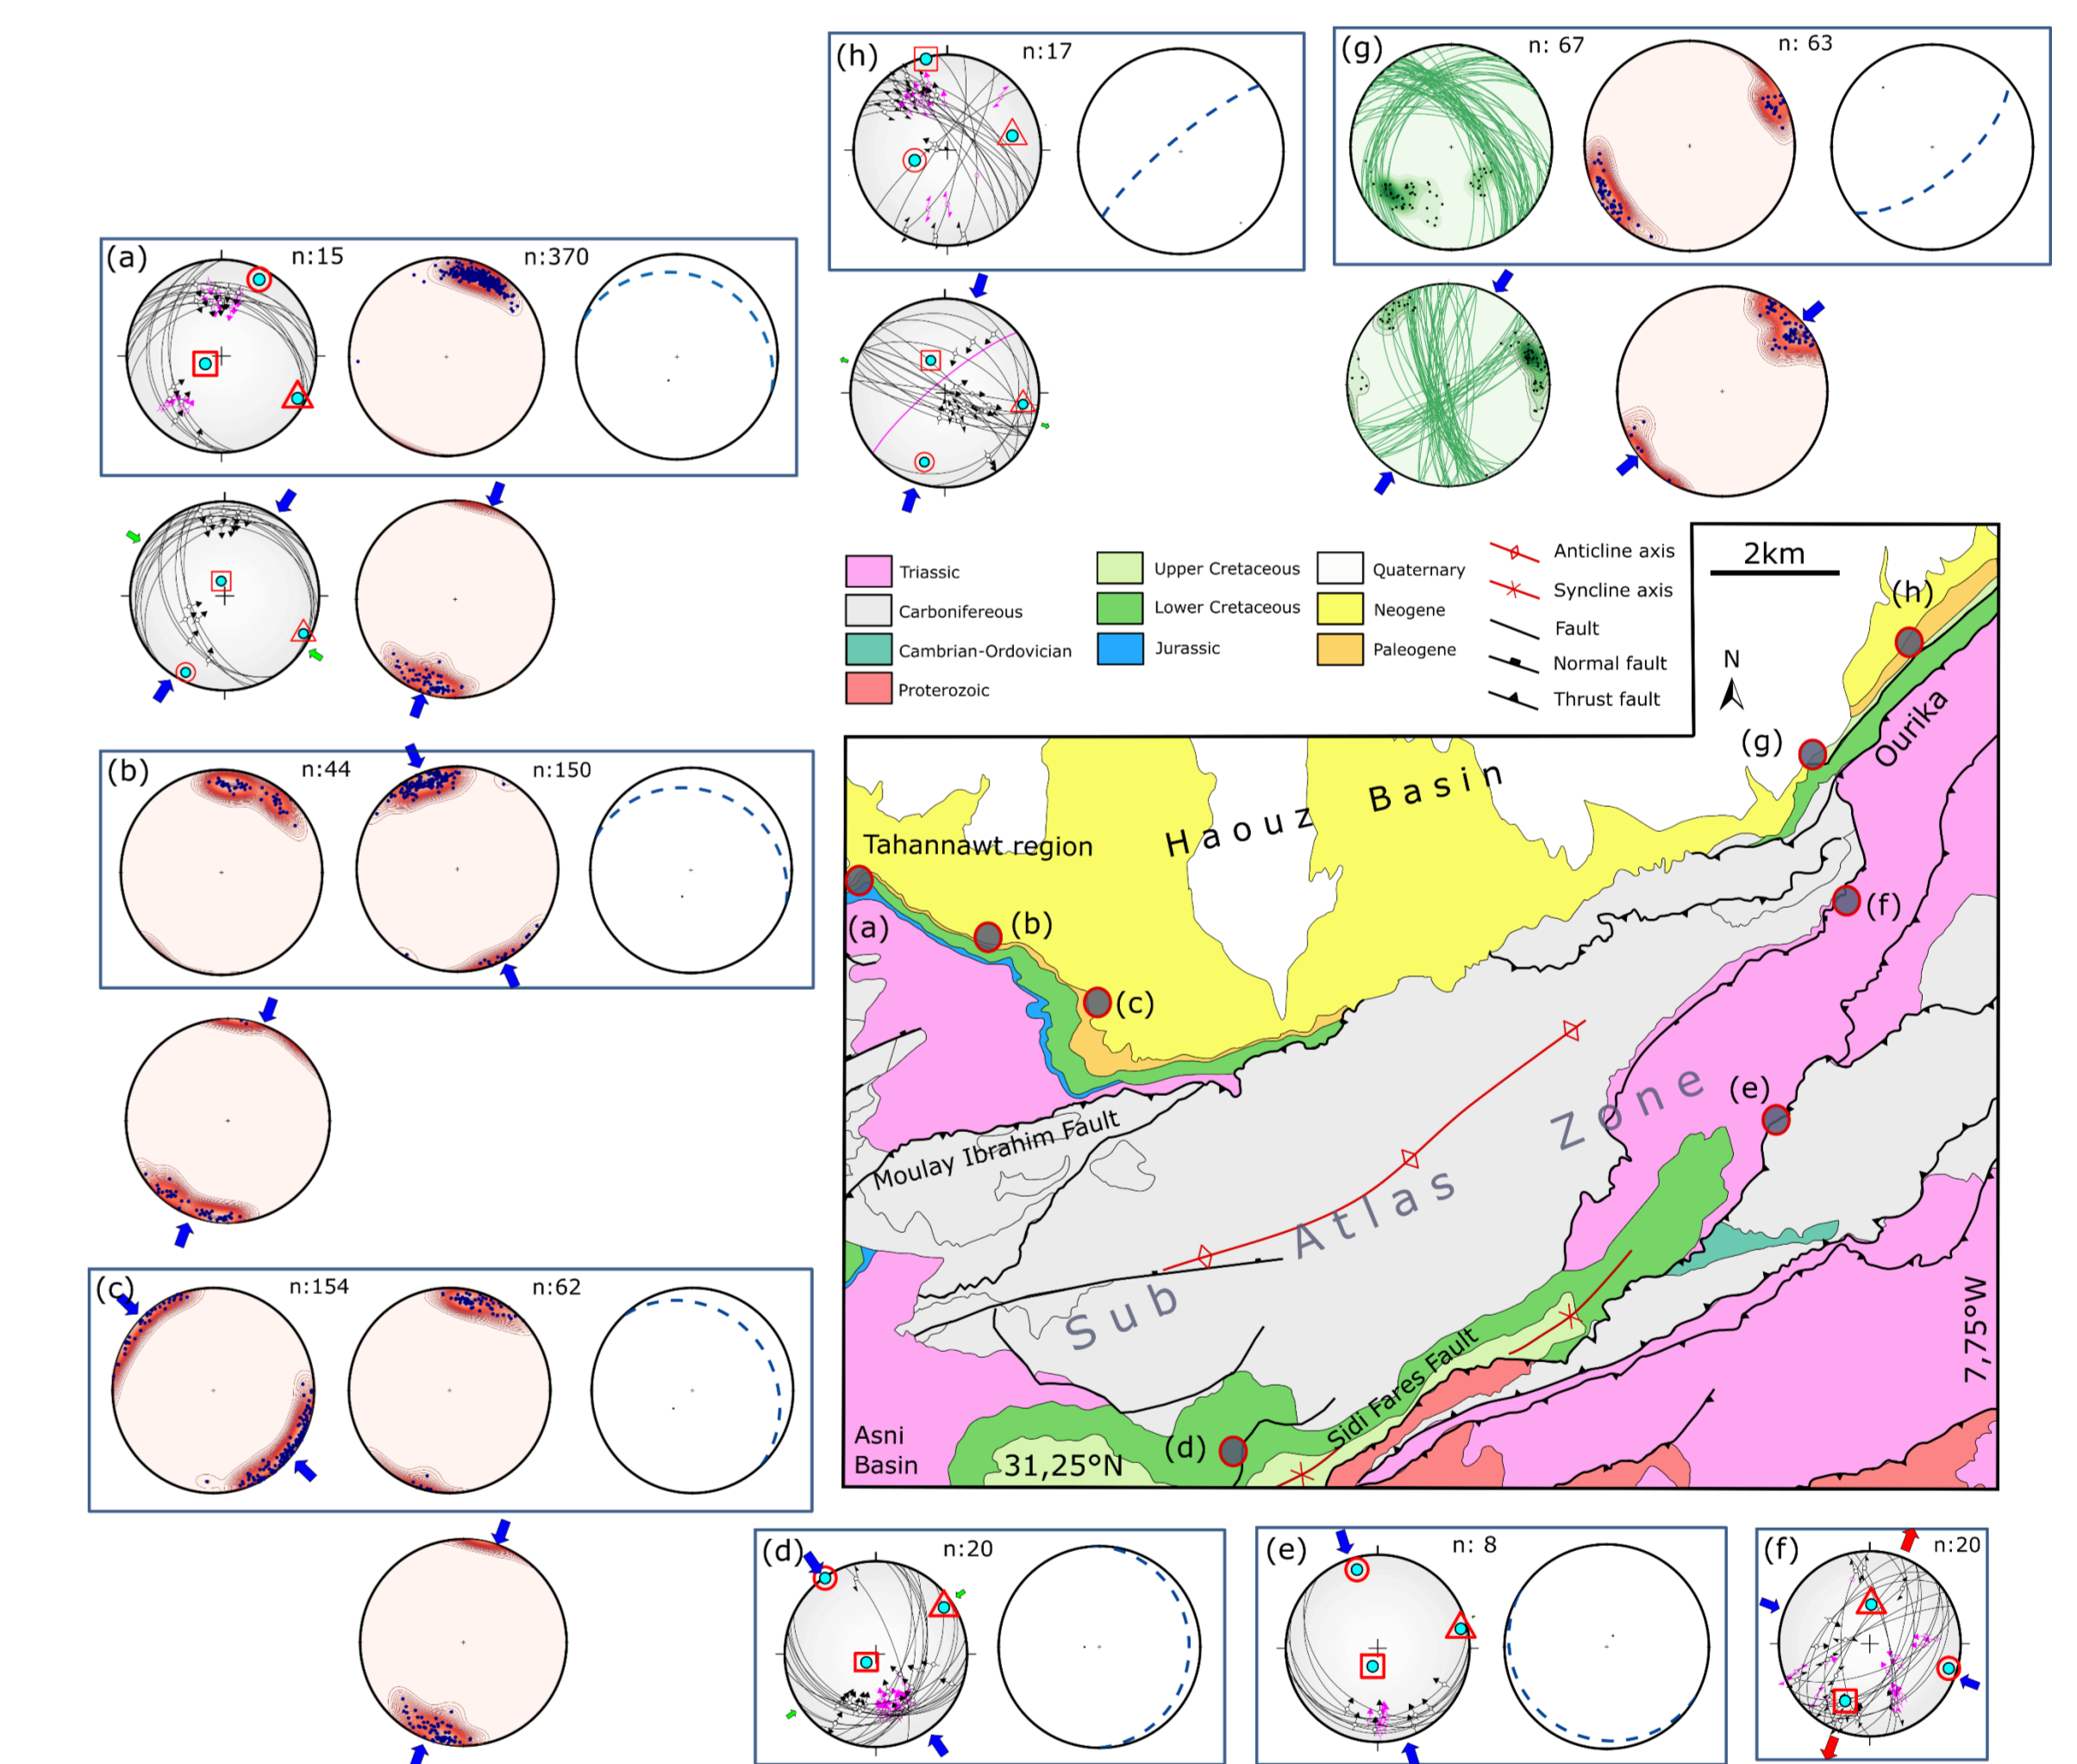 (h) n:17
(g) n: 67 n: 63
(a) n:15 n:370
(b) n:44 n:150
(c) n:154 n:62
(d) n:20
(e) n: 8
(f) n:20
Triassic
Carbonifereous
Cambrian-Ordovician
Proterozoic
Upper Cretaceous
Lower Cretaceous
Jurassic
Quaternary
Neogene
Paleogene
Anticline axis
Syncline axis
Fault
Normal fault
Thrust fault
2km
N
(h)
(g)
Ourika
Haouz Basin
Tahannawt region
(a)
(b)
(c)
(f)
(e)
Moulay Ibrahim Fault
Sub Atlas Zone
Sidi Fares Fault
7,75°W
Asni
Basin
31,25°N
(d)